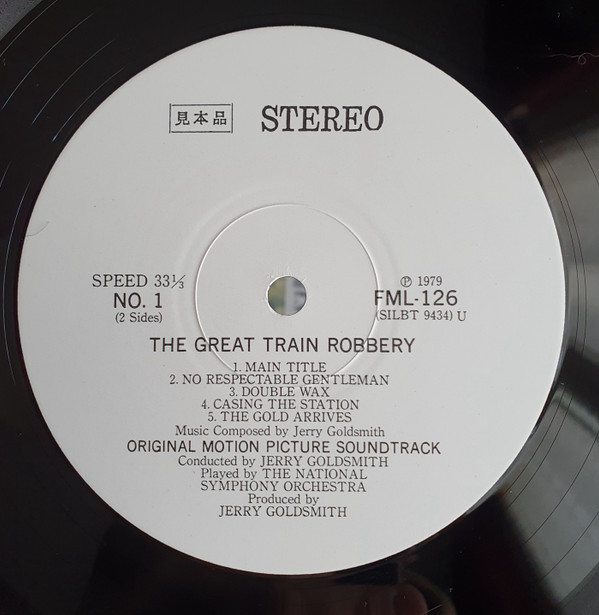 見本品 STEREO
SPEED 33⅓ ℗ 1979
NO. 1 FML-126
(2 Sides) (SILBT 9434) U
THE GREAT TRAIN ROBBERY
1. MAIN TITLE
2. NO RESPECTABLE GENTLEMAN
3. DOUBLE WAX
4. CASING THE STATION
5. THE GOLD ARRIVES
Music Composed by Jerry Goldsmith
ORIGINAL MOTION PICTURE SOUNDTRACK
Conducted by JERRY GOLDSMITH
Played by THE NATIONAL
SYMPHONY ORCHESTRA
Produced by
JERRY GOLDSMITH